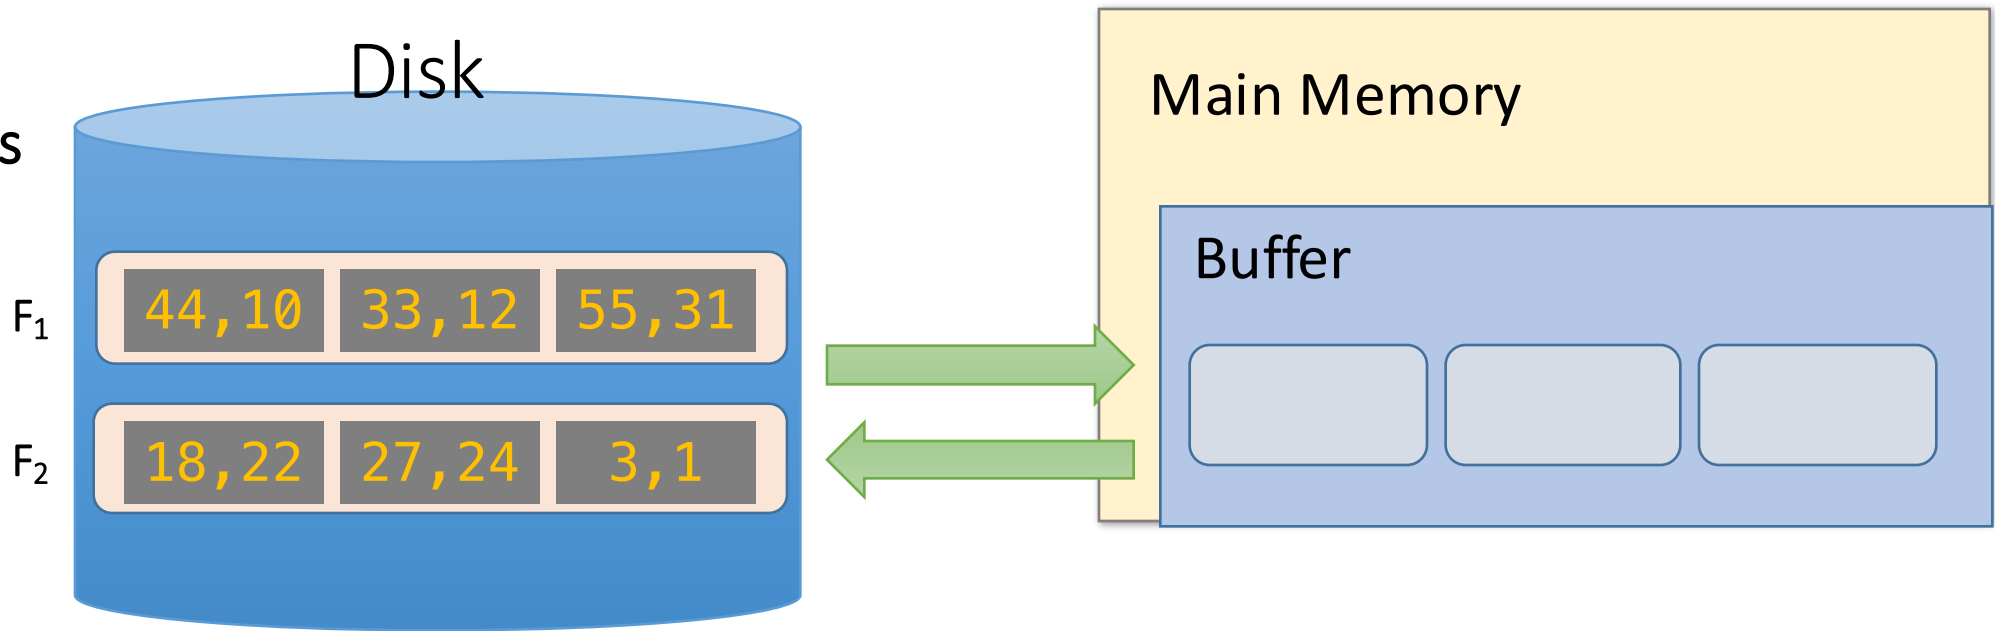 Disk
Main Memory
s
Buffer
F1 44,10 33,12 55,31
F2 18,22 27,24 3,1